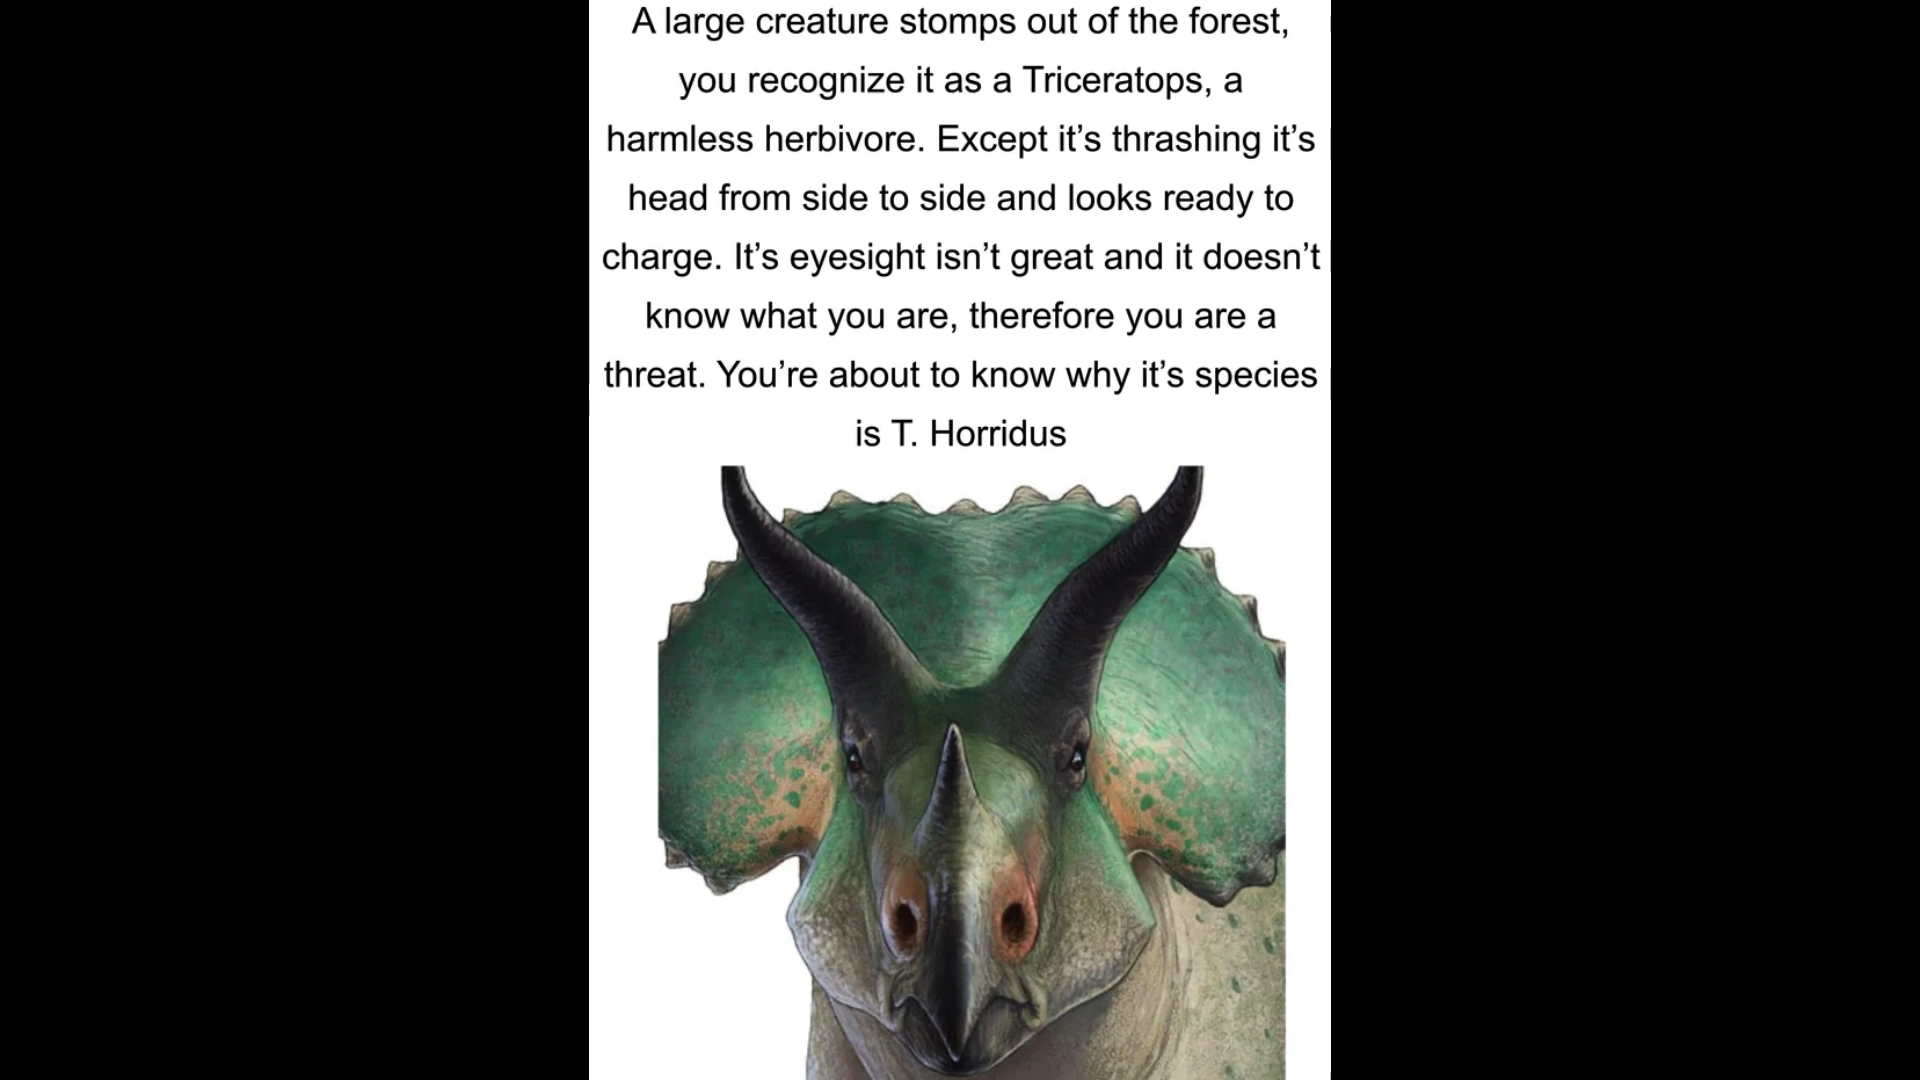 A large creature stomps out of the forest,
you recognize it as a Triceratops, a
harmless herbivore. Except it’s thrashing it’s
head from side to side and looks ready to
charge. It’s eyesight isn’t great and it doesn’t
know what you are, therefore you are a
threat. You’re about to know why it’s species
is T. Horridus